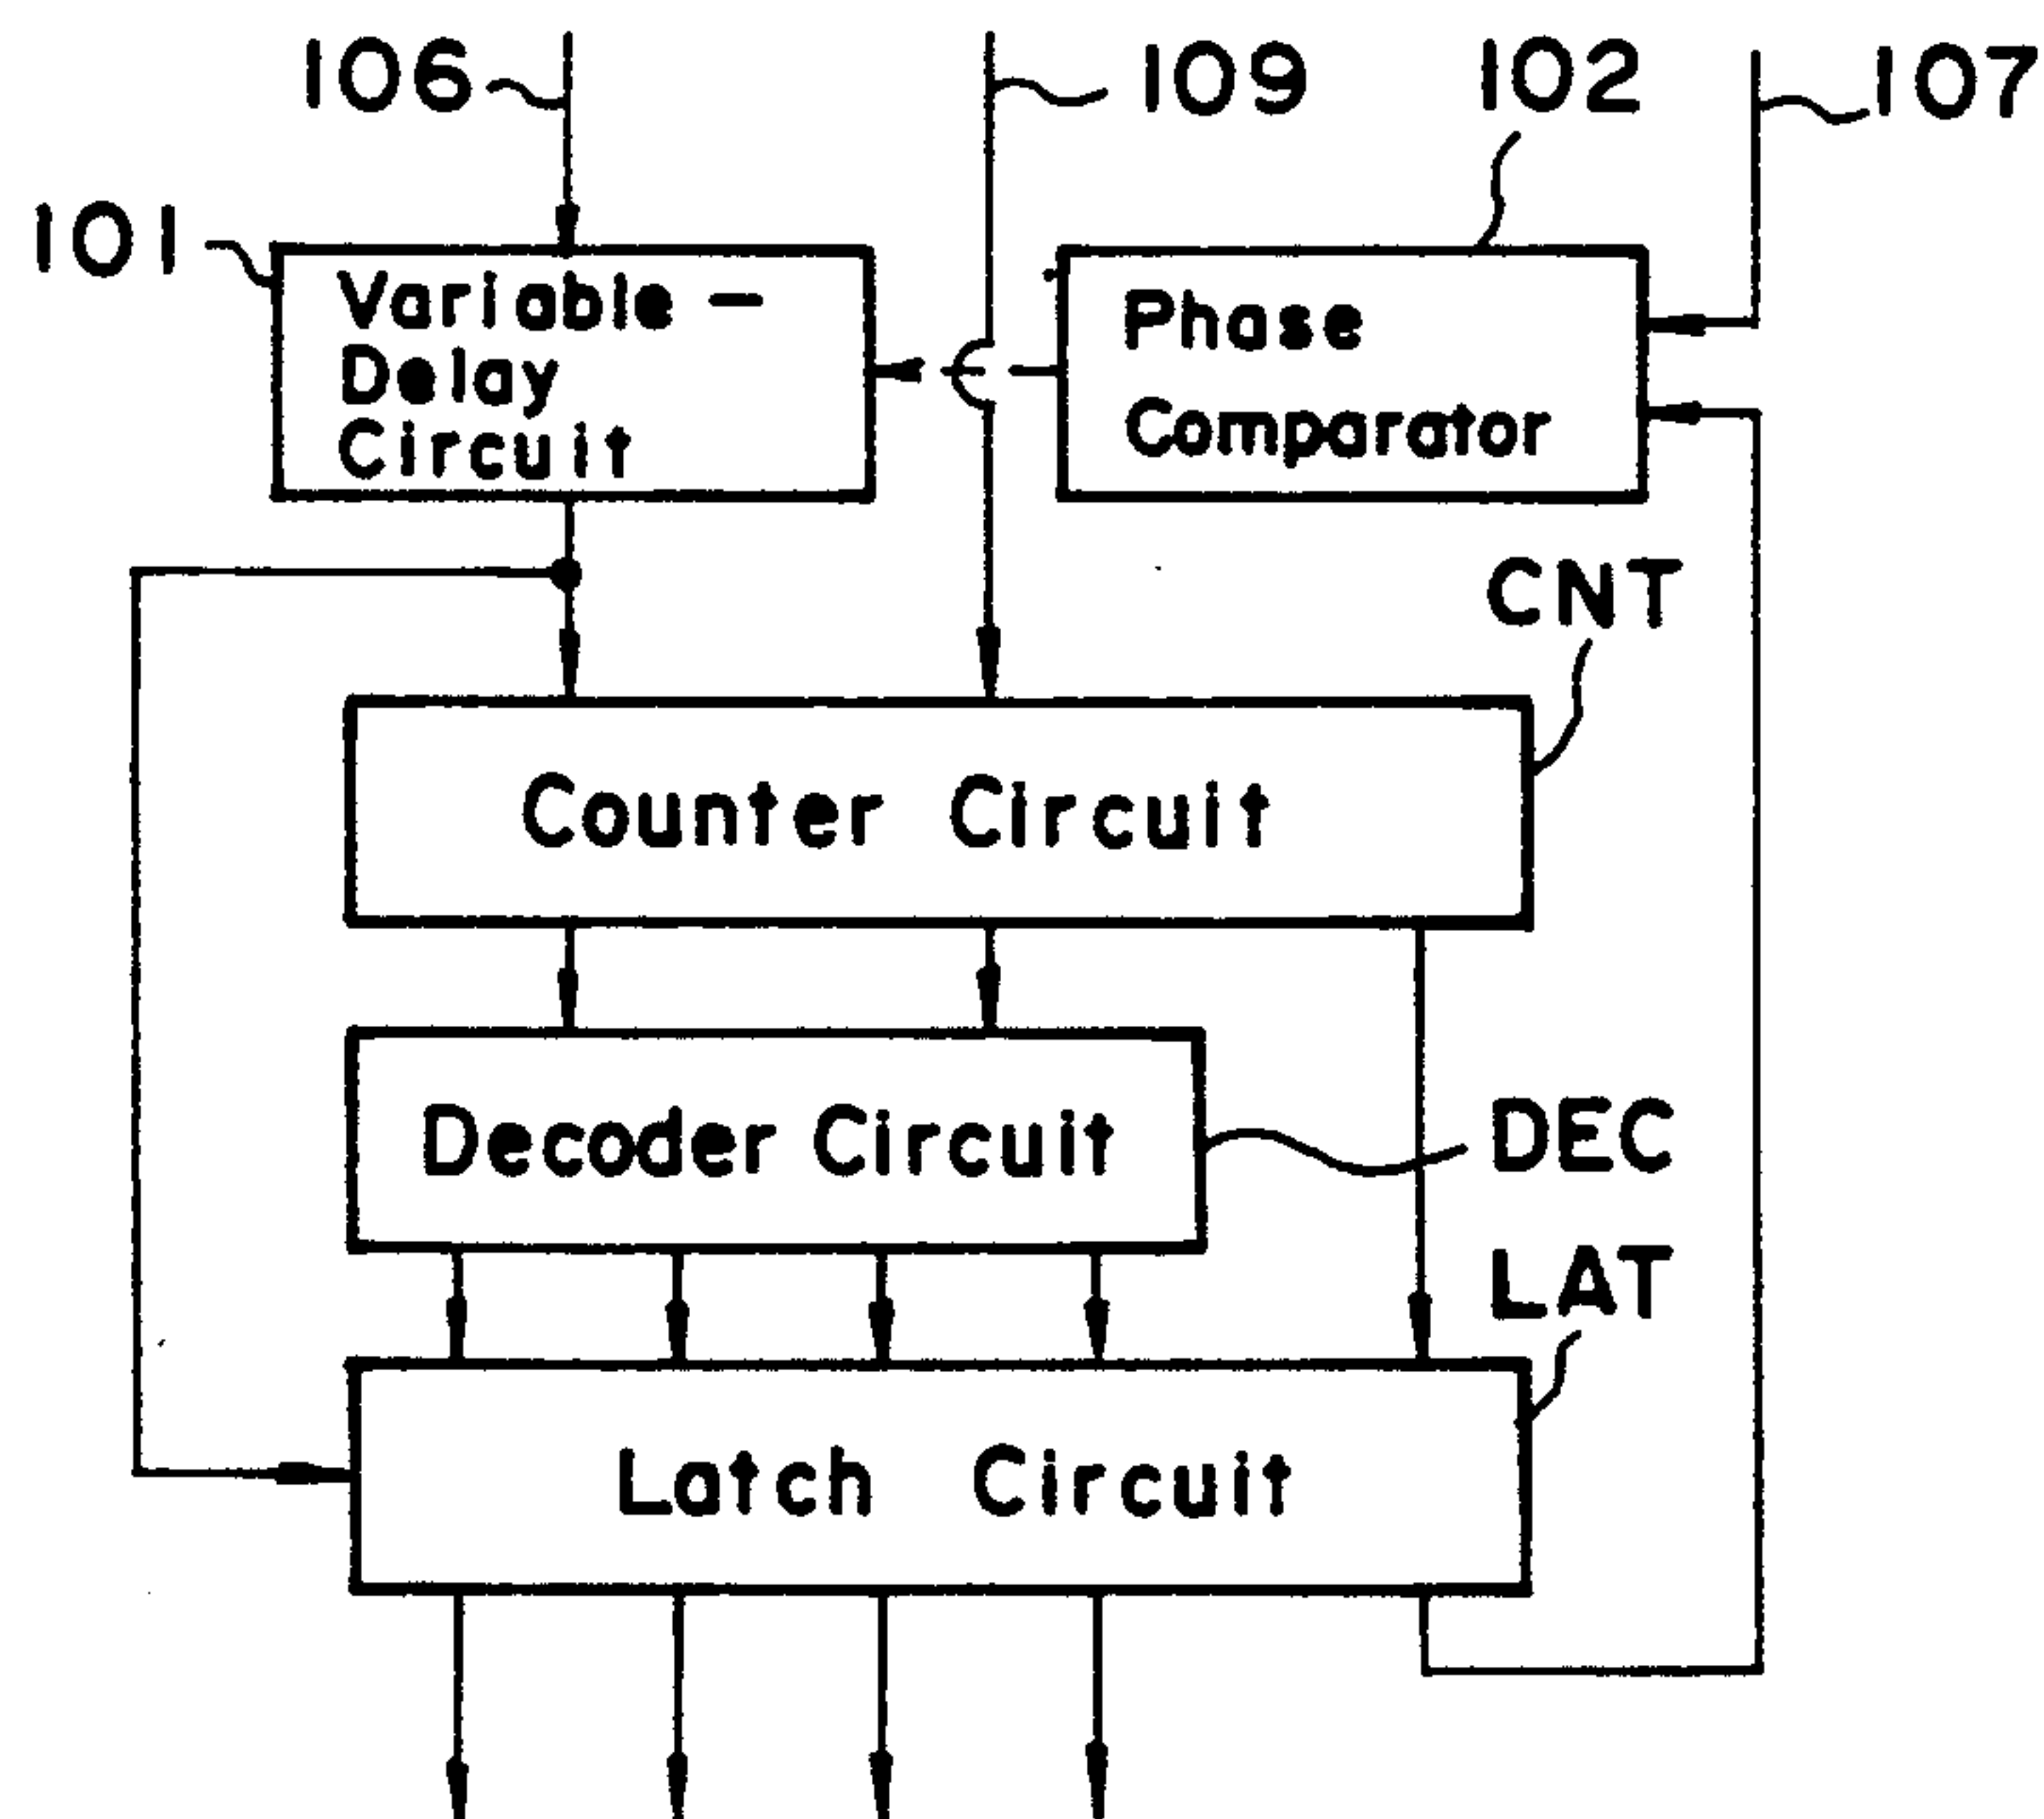 106
109
102
107
101
Variable -
Delay
Circuit
Phase
Comparator
CNT
Counter Circuit
Decoder Circuit
DEC
LAT
Latch Circuit